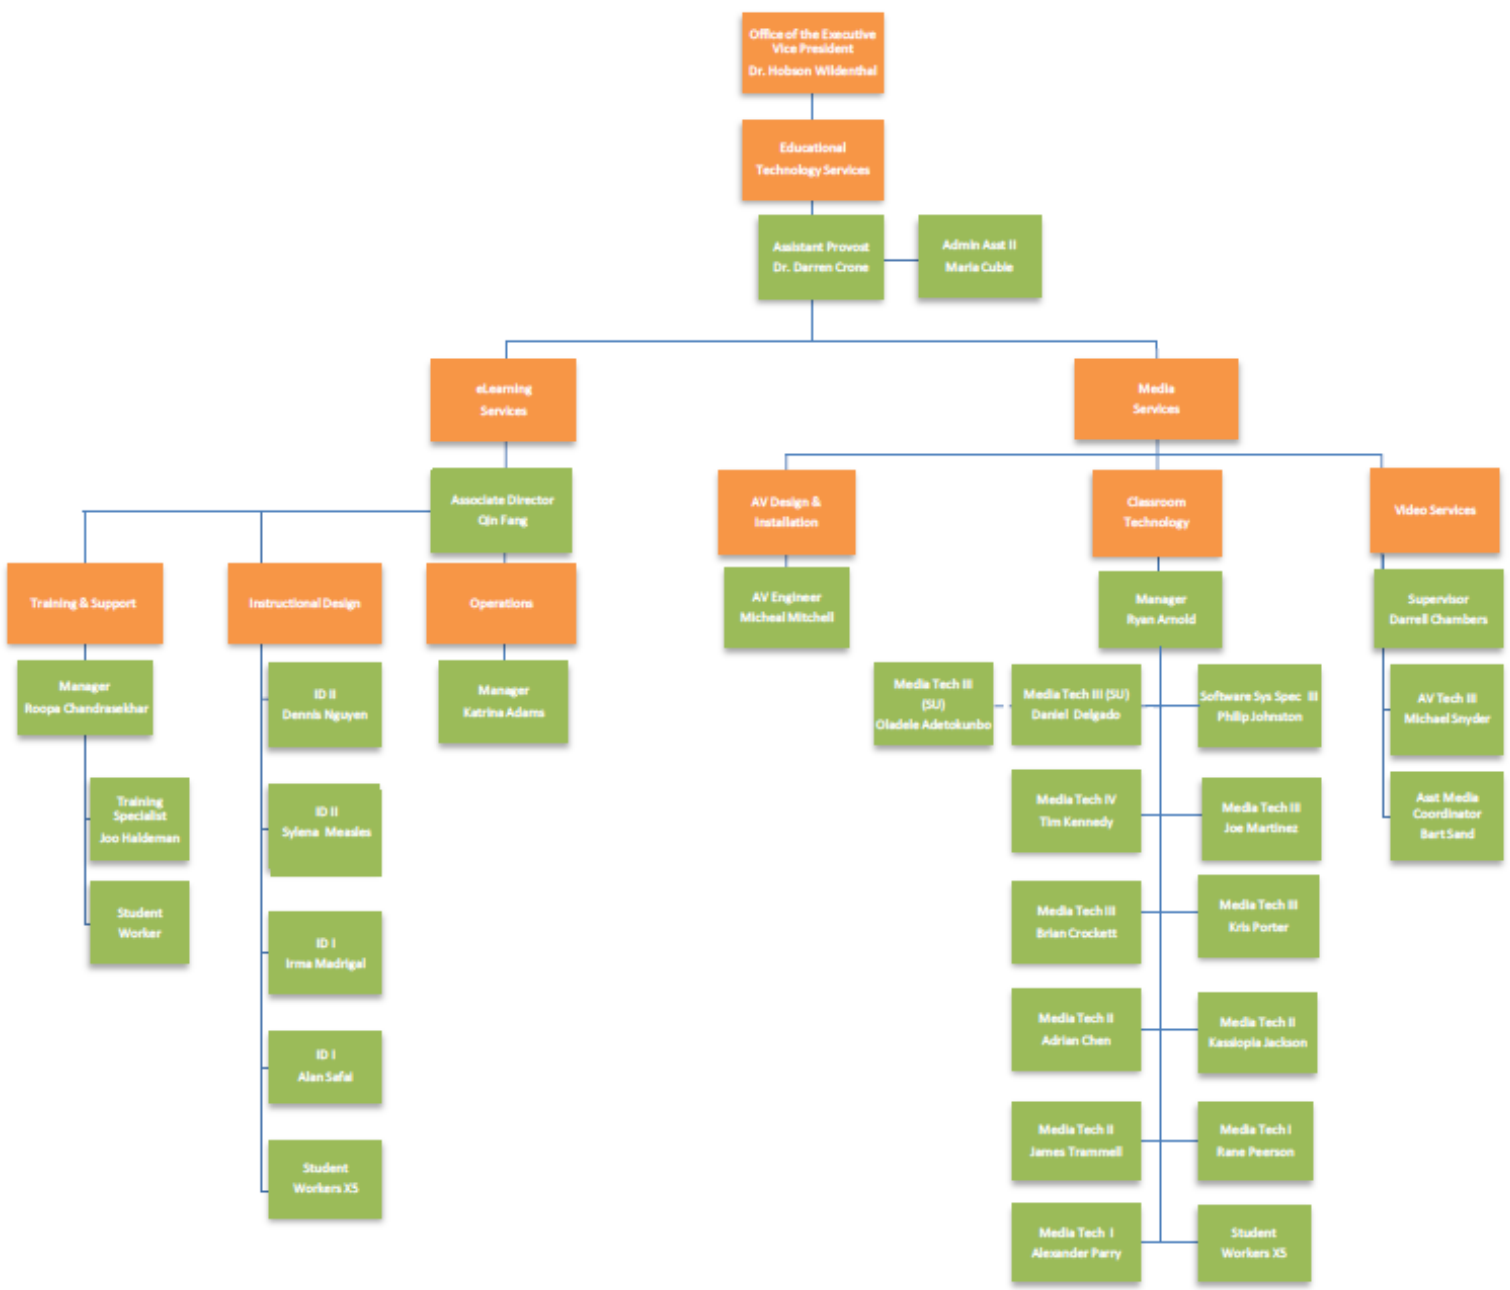 Office of the Executive
Vice President
Dr. Hobson Wildenthal
Educational
Technology Services
Assistant Provost
Dr. Darren Crone
Admin Asst II
Maria Cubie
eLearning
Services
Media
Services
Associate Director
Qin Fang
AV Design &
Installation
Classroom
Technology
Video Services
Training & Support
Instructional Design
Operations
AV Engineer
Micheal Mitchell
Manager
Ryan Arnold
Supervisor
Darrell Chambers
Manager
Roopa Chandrasekhar
ID II
Dennis Nguyen
Manager
Katrina Adams
Media Tech III
(SU)
Oladele Adetokunbo
Media Tech III (SU)
Daniel Delgado
Software Sys Spec III
Philip Johnston
AV Tech III
Michael Snyder
Training
Specialist
Joo Haldeman
ID II
Sylena Measles
Media Tech IV
Tim Kennedy
Media Tech III
Joe Martinez
Asst Media
Coordinator
Bart Sand
Student
Worker
ID I
Irma Madrigal
Media Tech III
Brian Crockett
Media Tech III
Kris Porter
ID I
Alan Safai
Media Tech II
Adrian Chen
Media Tech II
Kassiopia Jackson
Student
Workers X5
Media Tech II
James Trammell
Media Tech I
Rane Peerson
Media Tech I
Alexander Parry
Student
Workers X5